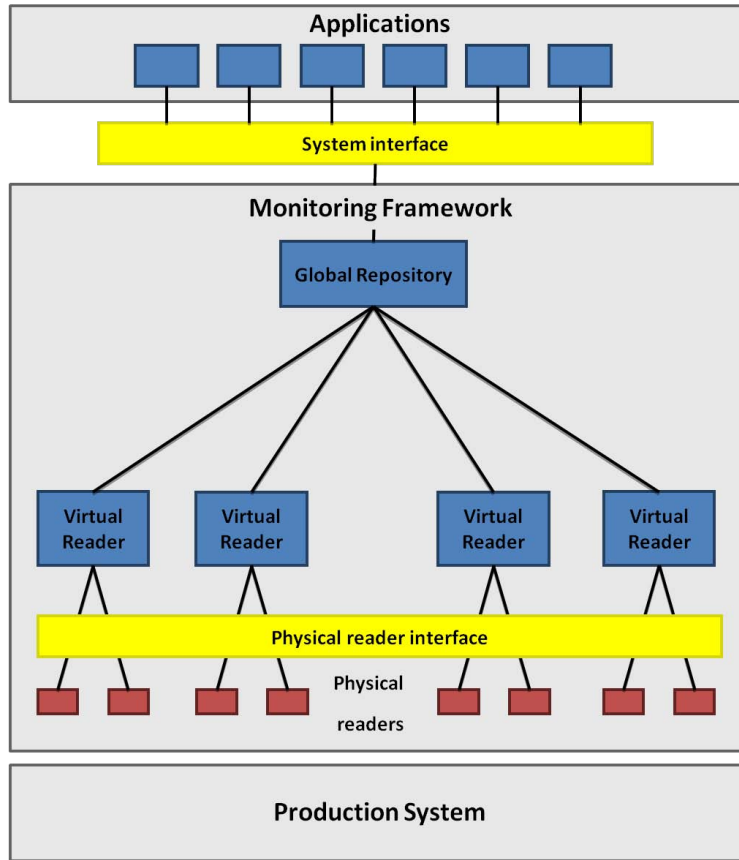 Applications
System interface
Monitoring Framework
Global Repository
Virtual
Reader
Virtual
Reader
Virtual
Reader
Virtual
Reader
Physical reader interface
Physical
readers
Production System